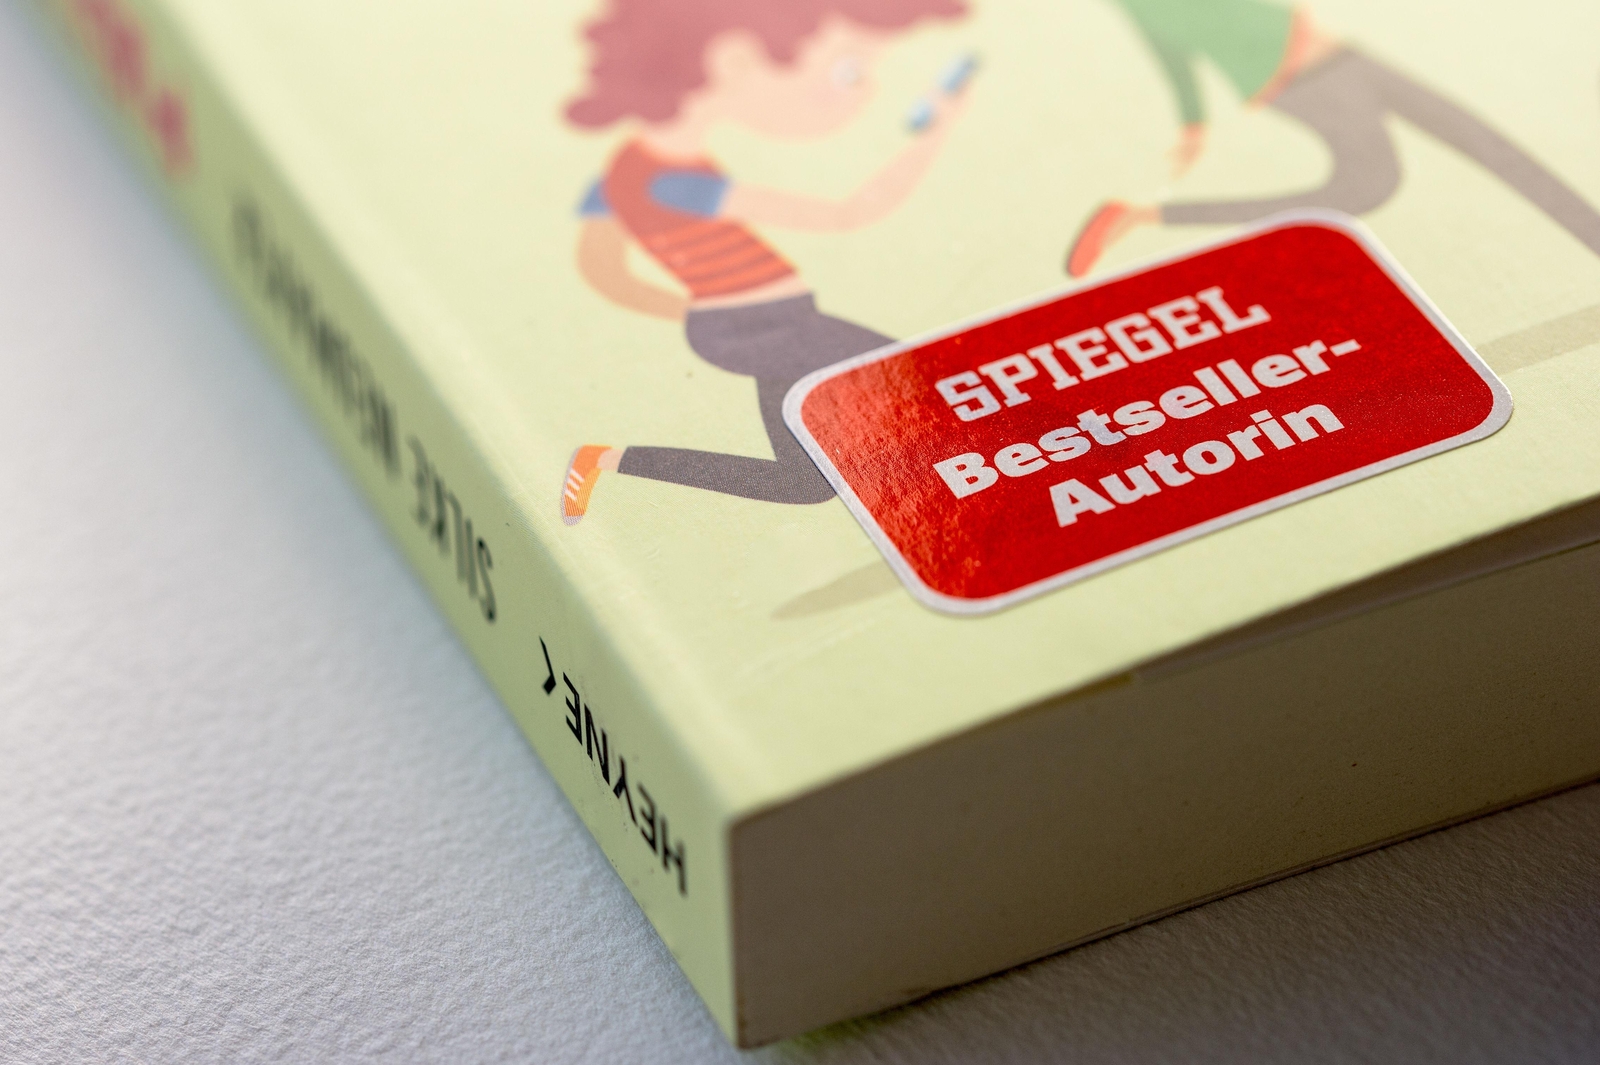 SPIEGEL
Bestseller-
Autorin
SILKE NEUMAYER
HEYNE <